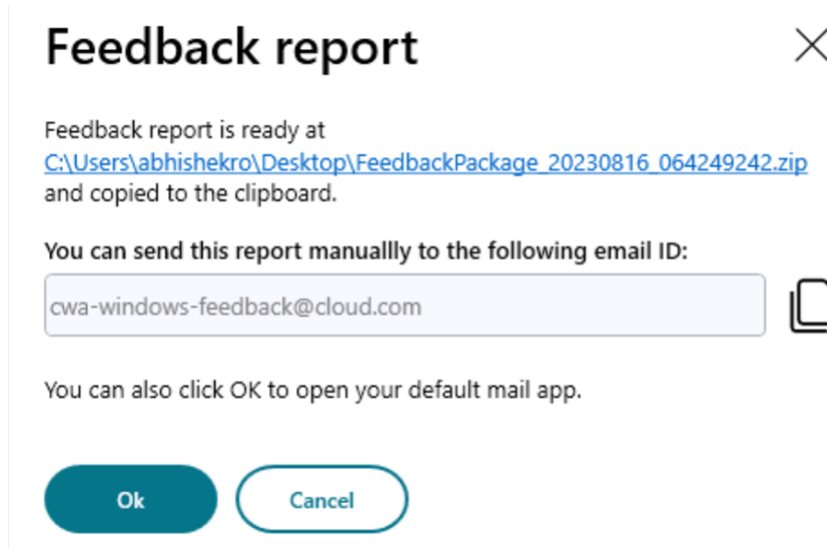 Feedback report
Feedback report is ready at
C:\Users\abhishekro\Desktop\FeedbackPackage_20230816_064249242.zip
and copied to the clipboard.
You can send this report manuallly to the following email ID:
cwa-windows-feedback@cloud.com
You can also click OK to open your default mail app.
Ok
Cancel